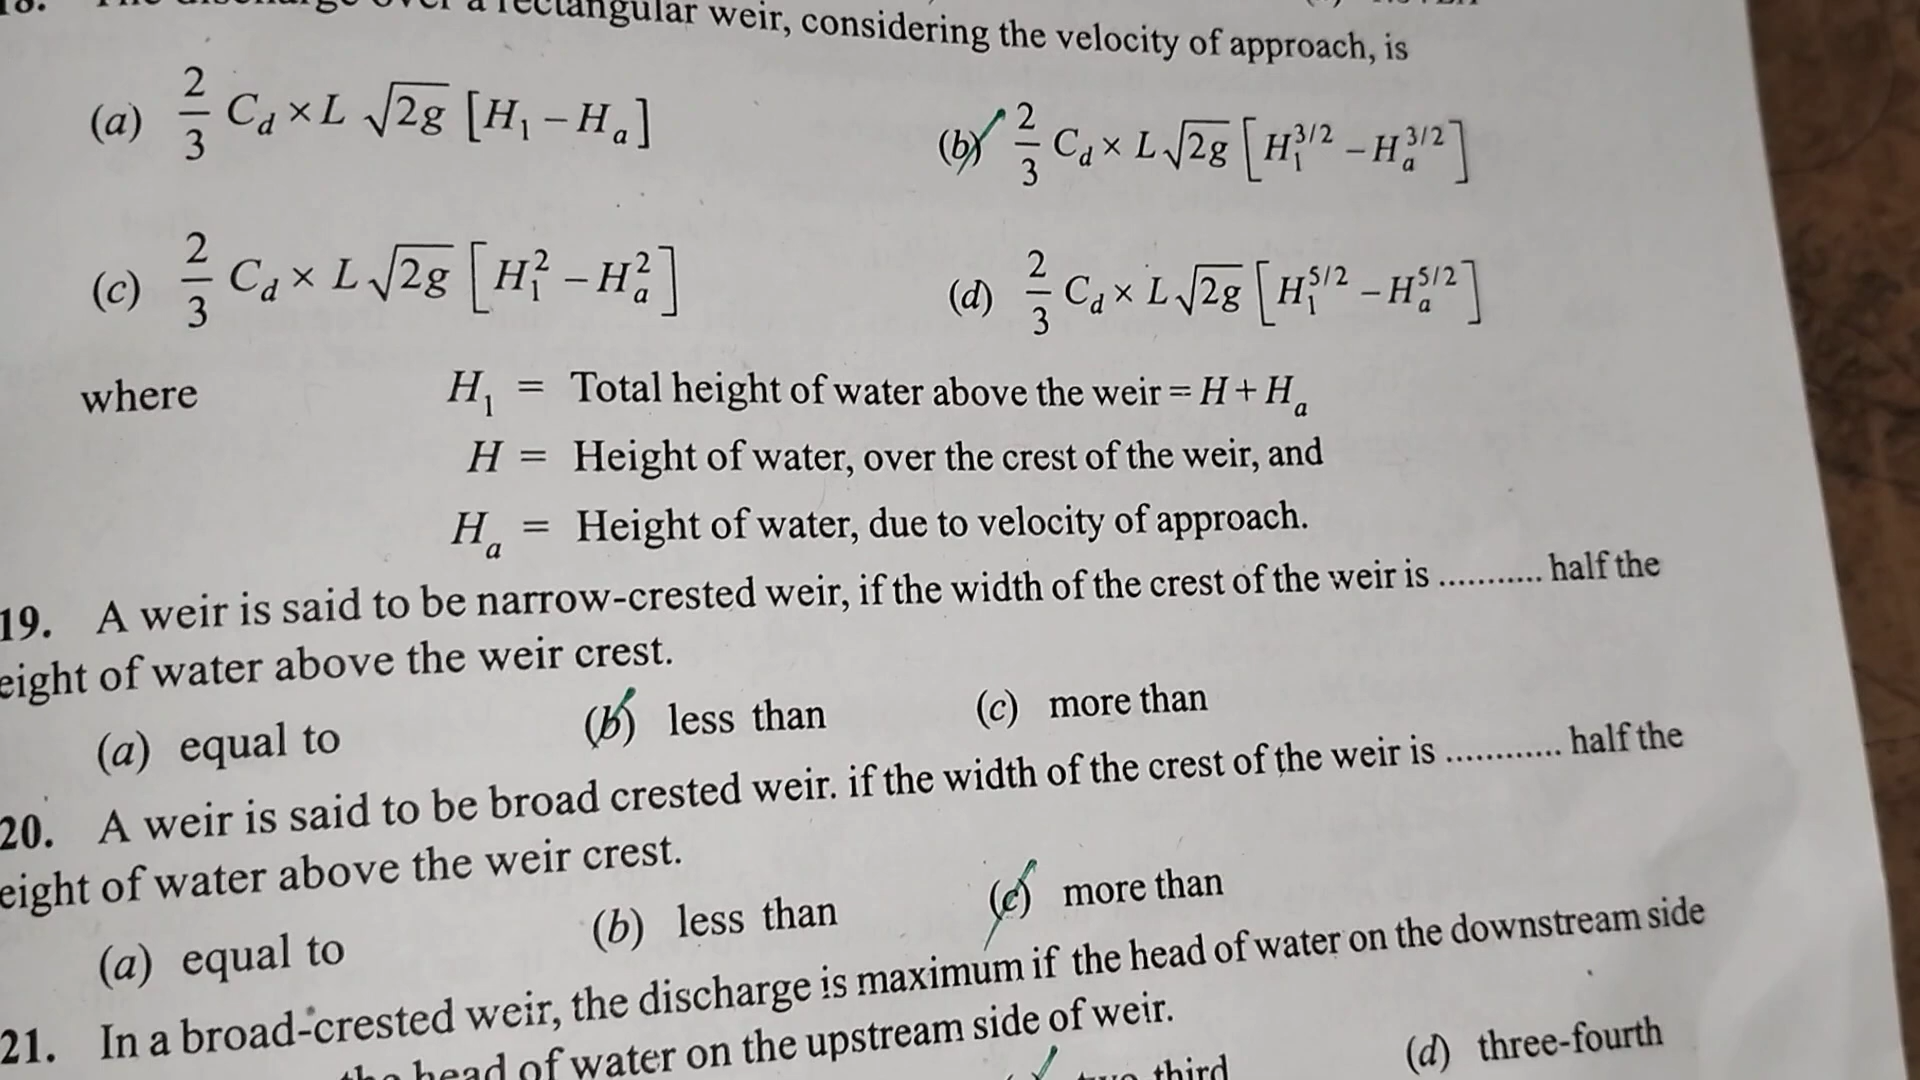 The discharge over a rectangular weir, considering the velocity of approach, is
(a) 2/3 C_d × L √2g [H_1 − H_a]
(b) 2/3 C_d × L √2g [H_1^{3/2} − H_a^{3/2}]
(c) 2/3 C_d × L √2g [H_1^2 − H_a^2]
(d) 2/3 C_d × L √2g [H_1^{5/2} − H_a^{5/2}]
where H_1 = Total height of water above the weir = H + H_a
H = Height of water, over the crest of the weir, and
H_a = Height of water, due to velocity of approach.
19. A weir is said to be narrow-crested weir, if the width of the crest of the weir is ........... half the
eight of water above the weir crest.
(a) equal to (b) less than (c) more than
20. A weir is said to be broad crested weir. if the width of the crest of the weir is ............ half the
eight of water above the weir crest.
(a) equal to (b) less than (c) more than
21. In a broad-crested weir, the discharge is maximum if the head of water on the downstream side
the head of water on the upstream side of weir.
two third (d) three-fourth